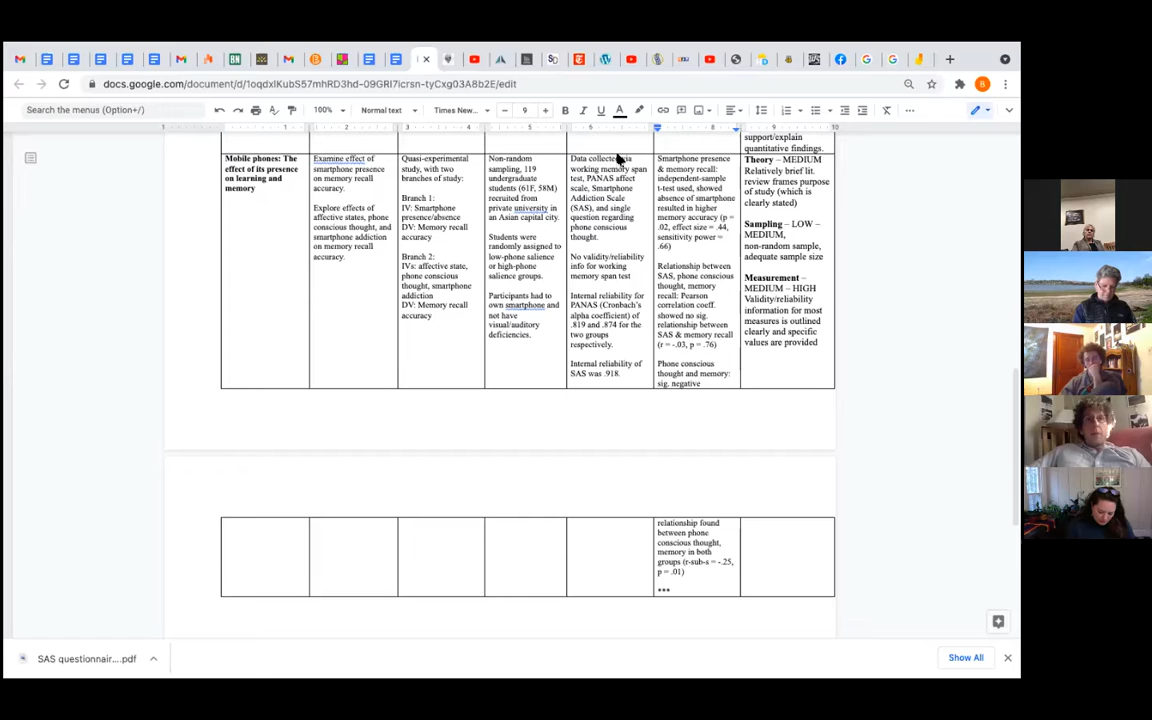 docs.google.com/document/d/1oqdxlKubS57mhRD3hd-09GRI7icrsn-tyCxg03A8b2E/edit
Search the menus (Option+/)
100%
Normal text
Times New...
9
1
1
2
3
4
5
6
8
9
10
support/explain
quantitative findings.
Mobile phones: The
effect of its presence
on learning and
memory
Examine effect of
smartphone presence
on memory recall
accuracy.
Explore effects of
affective states, phone
conscious thought, and
smartphone addiction
on memory recall
accuracy.
Quasi-experimental
study, with two
branches of study:
Branch 1:
IV: Smartphone
presence/absence
DV: Memory recall
accuracy
Branch 2:
IVs: affective state,
phone conscious
thought, smartphone
addiction
DV: Memory recall
accuracy
Non-random
sampling, 119
undergraduate
students (61F, 58M)
recruited from
private university in
an Asian capital city.
Students were
randomly assigned to
low-phone salience
or high-phone
salience groups.
Participants had to
own smartphone and
not have
visual/auditory
deficiencies.
Data collected via
working memory span
test, PANAS affect
scale, Smartphone
Addiction Scale
(SAS), and single
question regarding
phone conscious
thought.
No validity/reliability
info for working
memory span test
Internal reliability for
PANAS (Cronbach's
alpha coefficient) of
.819 and .874 for the
two groups
respectively.
Internal reliability of
SAS was .918.
Smartphone presence
& memory recall:
independent-sample
t-test used, showed
absence of smartphone
resulted in higher
memory accuracy (p =
.02, effect size = .44,
sensitivity power =
.66)
Relationship between
SAS, phone conscious
thought, memory
recall: Pearson
correlation coeff.
showed no sig.
relationship between
SAS & memory recall
(r = -.03, p = .76)
Phone conscious
thought and memory:
sig. negative
Theory – MEDIUM
Relatively brief lit.
review frames purpose
of study (which is
clearly stated)
Sampling – LOW –
MEDIUM,
non-random sample,
adequate sample size
Measurement –
MEDIUM – HIGH
Validity/reliability
information for most
measures is outlined
clearly and specific
values are provided
relationship found
between phone
conscious thought,
memory in both
groups (r-sub-s = -.25,
p = .01)
***
SAS questionnair....pdf
Show All